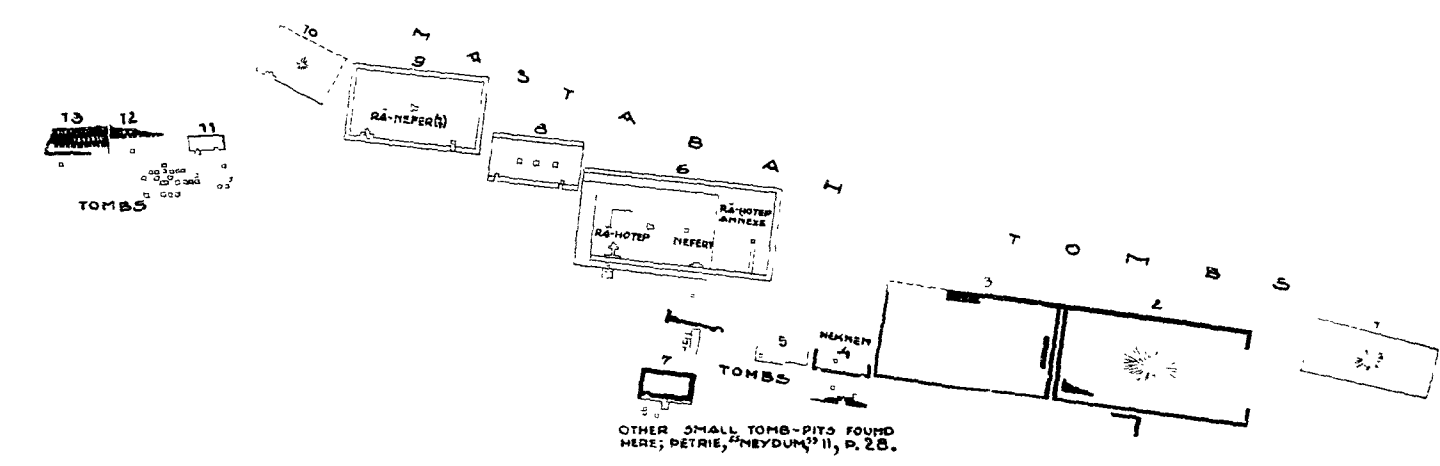 MASTABAH TOMBS
10
9
RĀ-NEFER(?)
8
6
RĀ-HOTEP
NEFERT
RĀ-HOTEP
ANNEXE
13 12 11
TOMBS
3
2
1
5
NEKHEN
4
7
TOMBS
OTHER SMALL TOMB-PITS FOUND
HERE; PETRIE, "MEYDUM," II, P. 28.